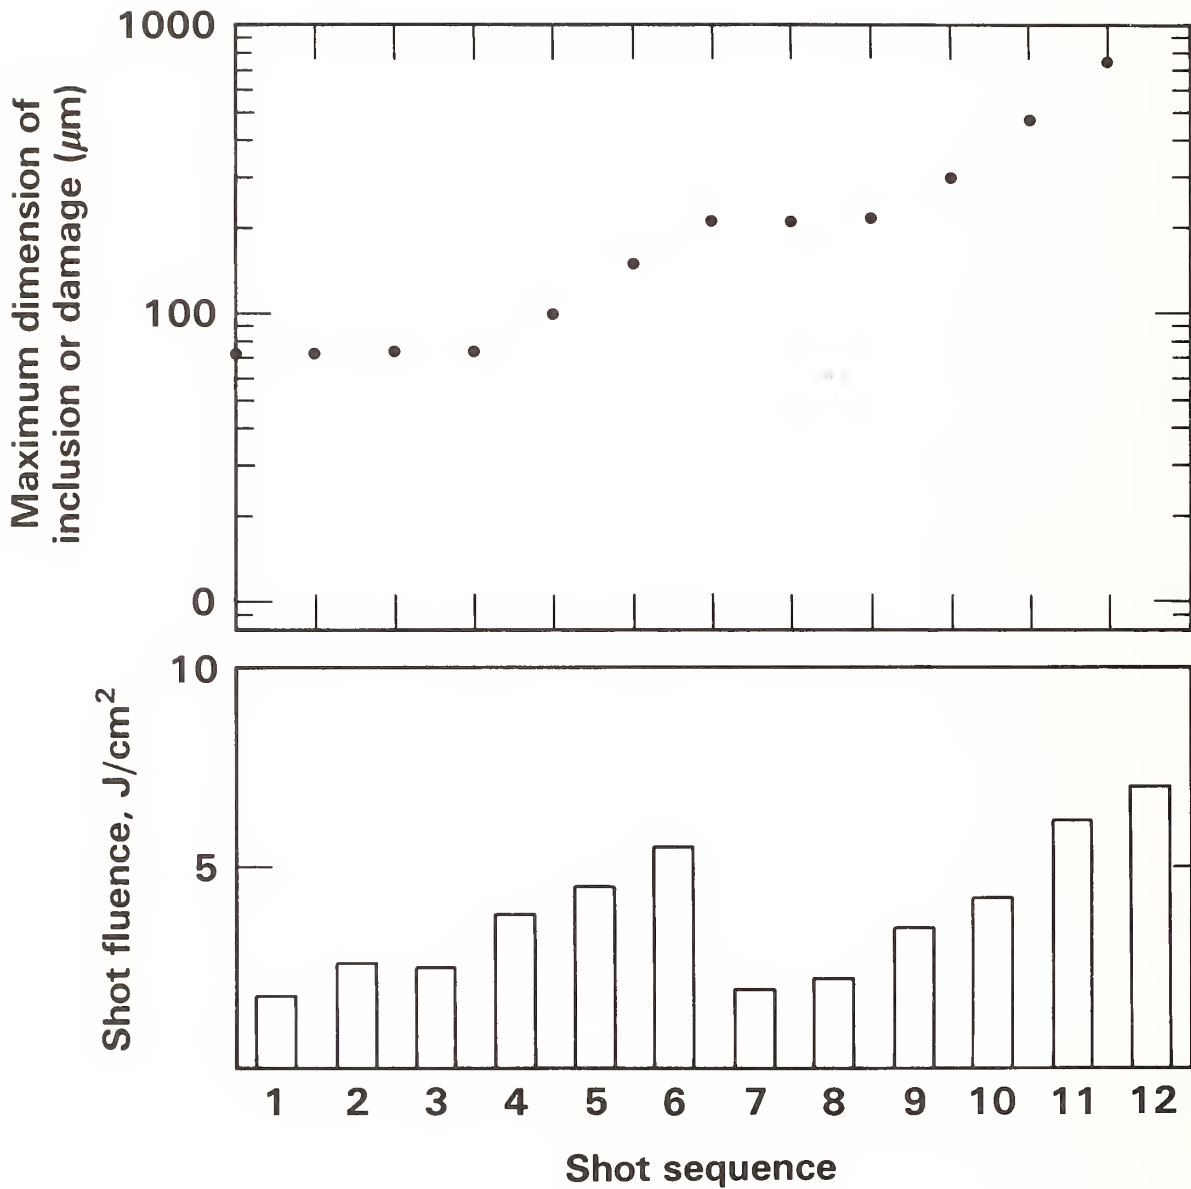 1000
100
0
Maximum dimension of
inclusion or damage (μm)
10
5
Shot fluence, J/cm²
1 2 3 4 5 6 7 8 9 10 11 12
Shot sequence